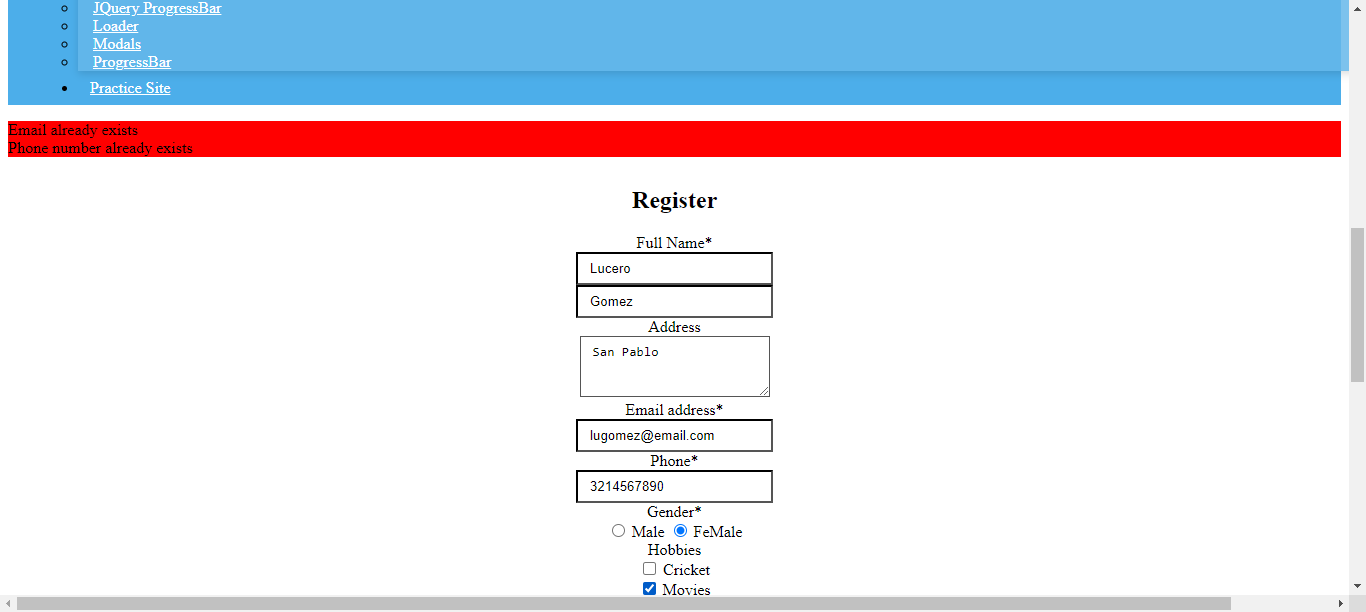 JQuery ProgressBar
Loader
Modals
ProgressBar
Practice Site
Email already exists
Phone number already exists
Register
Full Name*
Lucero
Gomez
Address
San Pablo
Email address*
lugomez@email.com
Phone*
3214567890
Gender*
Male FeMale
Hobbies
Cricket
Movies